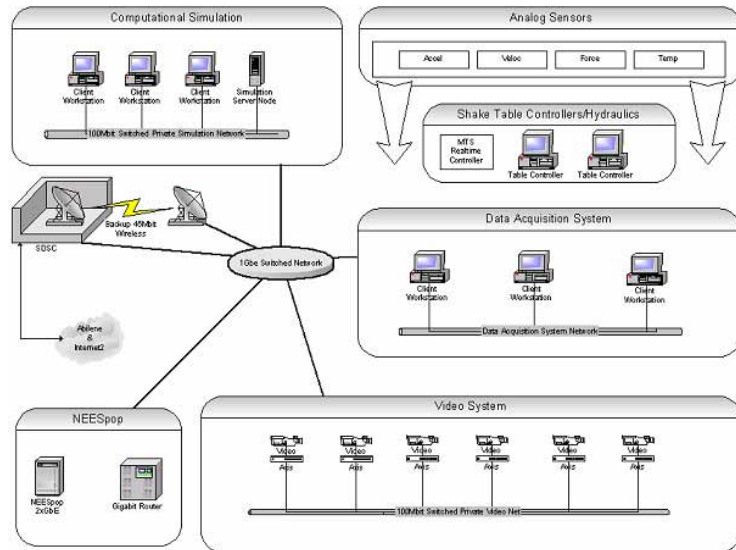 Computational Simulation
Client
Workstation
Client
Workstation
Client
Workstation
Simulation
Server Node
100Mbit Switched Private Simulation Network
Analog Sensors
Accel
Veloc
Force
Temp
Shake Table Controllers/Hydraulics
MTS
Realtime
Controller
Table Controller
Table Controller
SDSC
Backup 45Mbit
Wireless
1Gbe Switched Network
Data Acquisition System
Client
Workstation
Client
Workstation
Client
Workstation
Data Acquisition System Network
Abilene
&
Internet2
NEESpop
NEESpop
2xGbE
Gigabit Router
Video System
Video
Axis
Video
Axis
Video
Axis
Video
Axis
Video
Axis
Video
Axis
100Mbit Switched Private Video Net